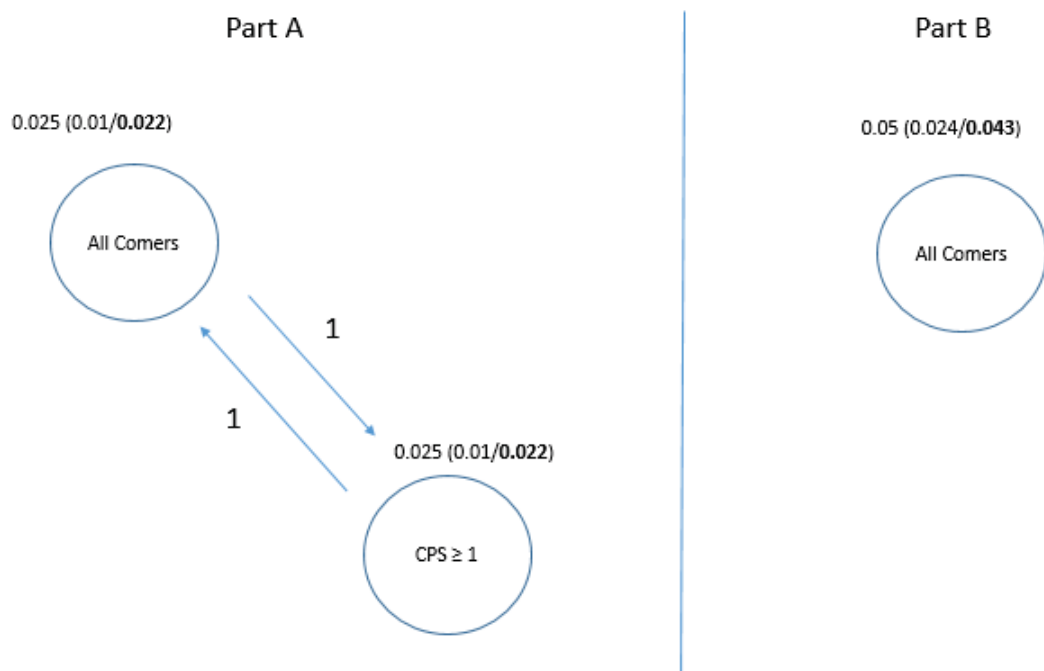 Part A
Part B
0.025 (0.01/0.022)
0.05 (0.024/0.043)
All Comers
All Comers
1
1
0.025 (0.01/0.022)
CPS ≥ 1